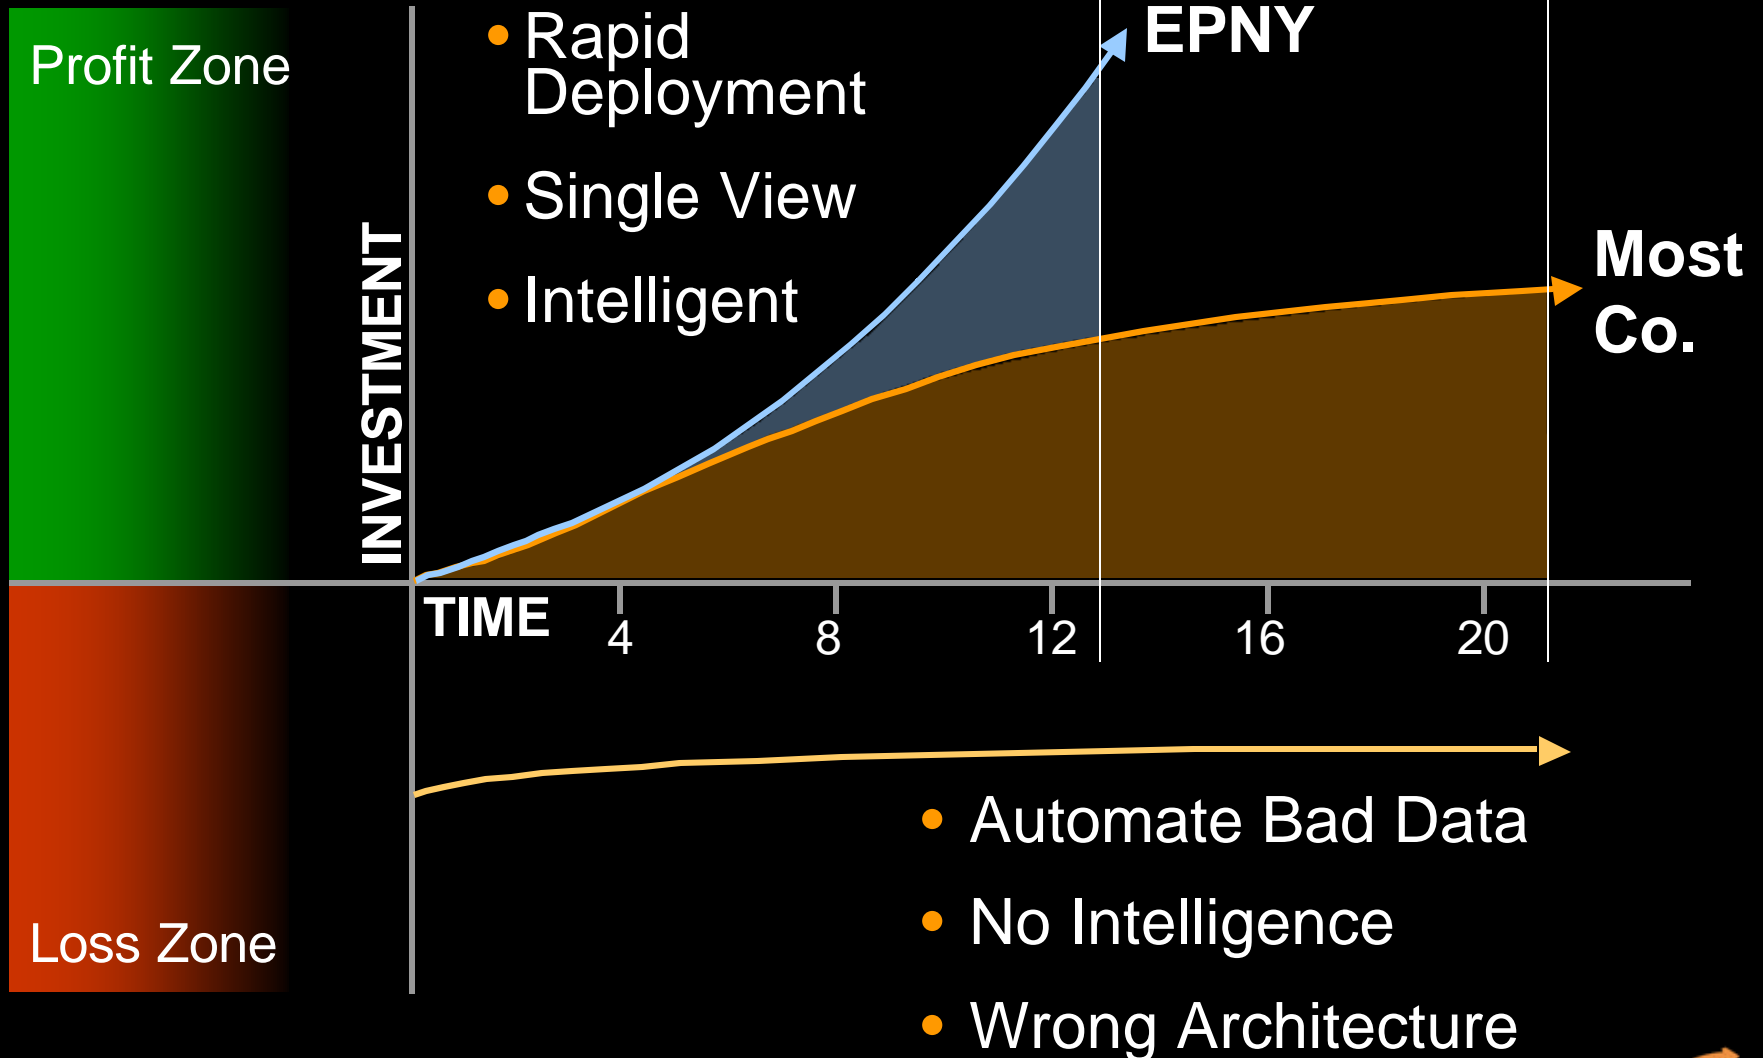 Profit Zone
• Rapid
Deployment
• Single View
• Intelligent
EPNY
Most
Co.
INVESTMENT
TIME
4
8
12
16
20
• Automate Bad Data
• No Intelligence
• Wrong Architecture
Loss Zone